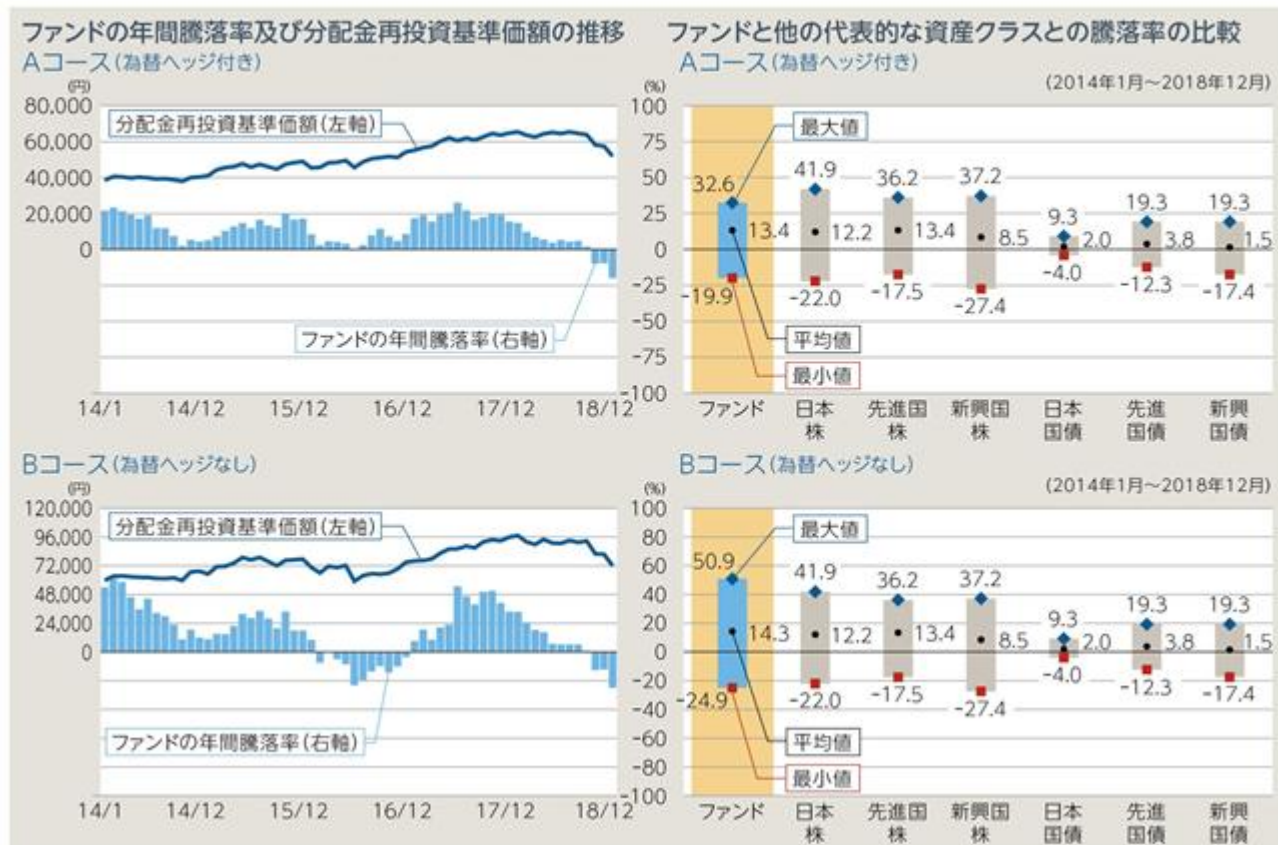 ファンドの年間騰落率及び分配金再投資基準価額の推移
Aコース(為替ヘッジ付き)
(円)
80,000
60,000
40,000
20,000
0
分配金再投資基準価額(左軸)
ファンドの年間騰落率(右軸)
14/1 14/12 15/12 16/12 17/12 18/12
ファンドと他の代表的な資産クラスとの騰落率の比較
Aコース(為替ヘッジ付き)
(2014年1月〜2018年12月)
(%)
100
75
50
25
0
-25
-50
-75
-100
最大値
32.6 41.9 36.2 37.2 9.3 19.3 19.3
13.4 12.2 13.4 8.5 2.0 3.8 1.5
-19.9 -22.0 -17.5 -27.4 -4.0 -12.3 -17.4
平均値
最小値
ファンド 日本株 先進国株 新興国株 日本国債 先進国債 新興国債
Bコース(為替ヘッジなし)
(円)
120,000
96,000
72,000
48,000
24,000
0
分配金再投資基準価額(左軸)
ファンドの年間騰落率(右軸)
14/1 14/12 15/12 16/12 17/12 18/12
Bコース(為替ヘッジなし)
(2014年1月〜2018年12月)
(%)
100
80
60
40
20
0
-20
-40
-60
-80
-100
最大値
50.9 41.9 36.2 37.2 9.3 19.3 19.3
14.3 12.2 13.4 8.5 2.0 3.8 1.5
-24.9 -22.0 -17.5 -27.4 -4.0 -12.3 -17.4
平均値
最小値
ファンド 日本株 先進国株 新興国株 日本国債 先進国債 新興国債